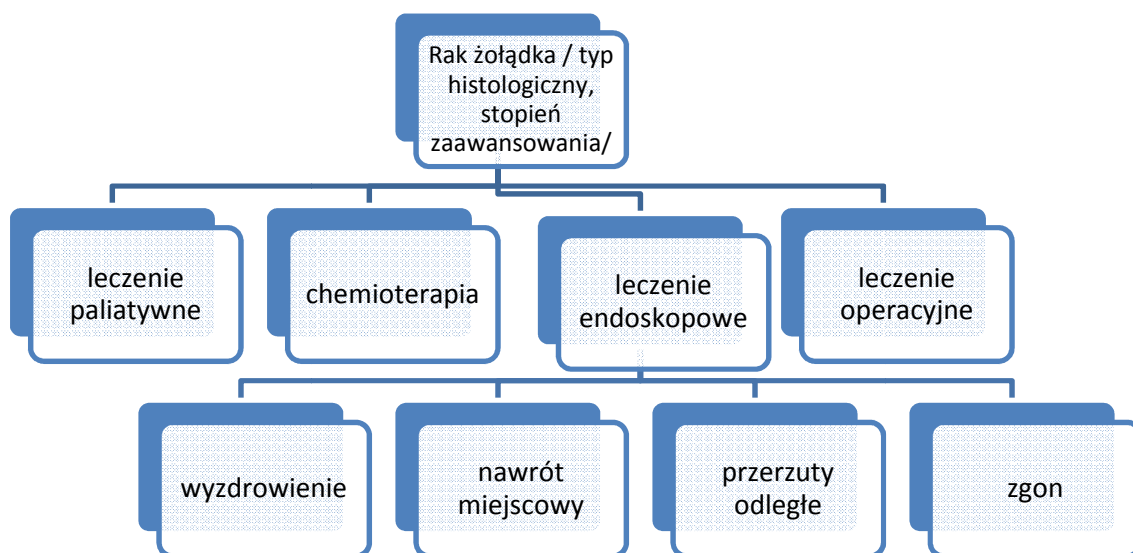 Rak żołądka / typ
histologiczny,
stopień
zaawansowania/
leczenie
paliatywne
chemioterapia
leczenie
endoskopowe
leczenie
operacyjne
wyzdrowienie
nawrót
miejscowy
przerzuty
odległe
zgon